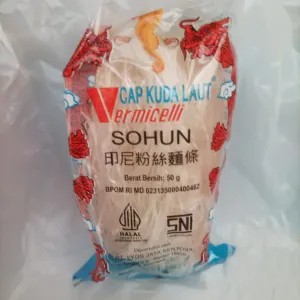 CAP KUDA LAUT
Vermicelli
SOHUN
印尼粉絲麵條
Berat Bersih: 50 g
BPOM RI MD 023135000400462
HALAL
INDONESIA
SNI